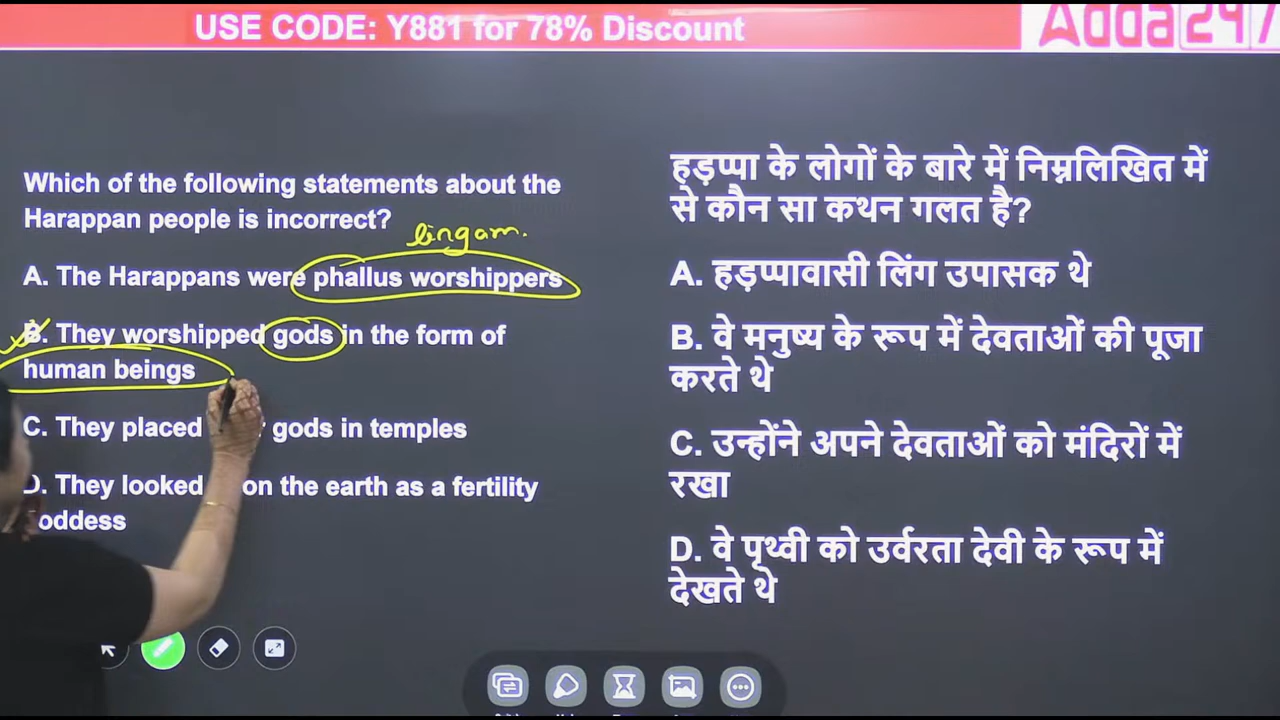 USE CODE: Y881 for 78% Discount
Adda247
Which of the following statements about the
Harappan people is incorrect?
lingam.
A. The Harappans were phallus worshippers
B. They worshipped gods in the form of
human beings
C. They placed gods in temples
D. They looked on the earth as a fertility
oddess
हड़प्पा के लोगों के बारे में निम्नलिखित में
से कौन सा कथन गलत है?
A. हड़प्पावासी लिंग उपासक थे
B. वे मनुष्य के रूप में देवताओं की पूजा
करते थे
C. उन्होंने अपने देवताओं को मंदिरों में
रखा
D. वे पृथ्वी को उर्वरता देवी के रूप में
देखते थे